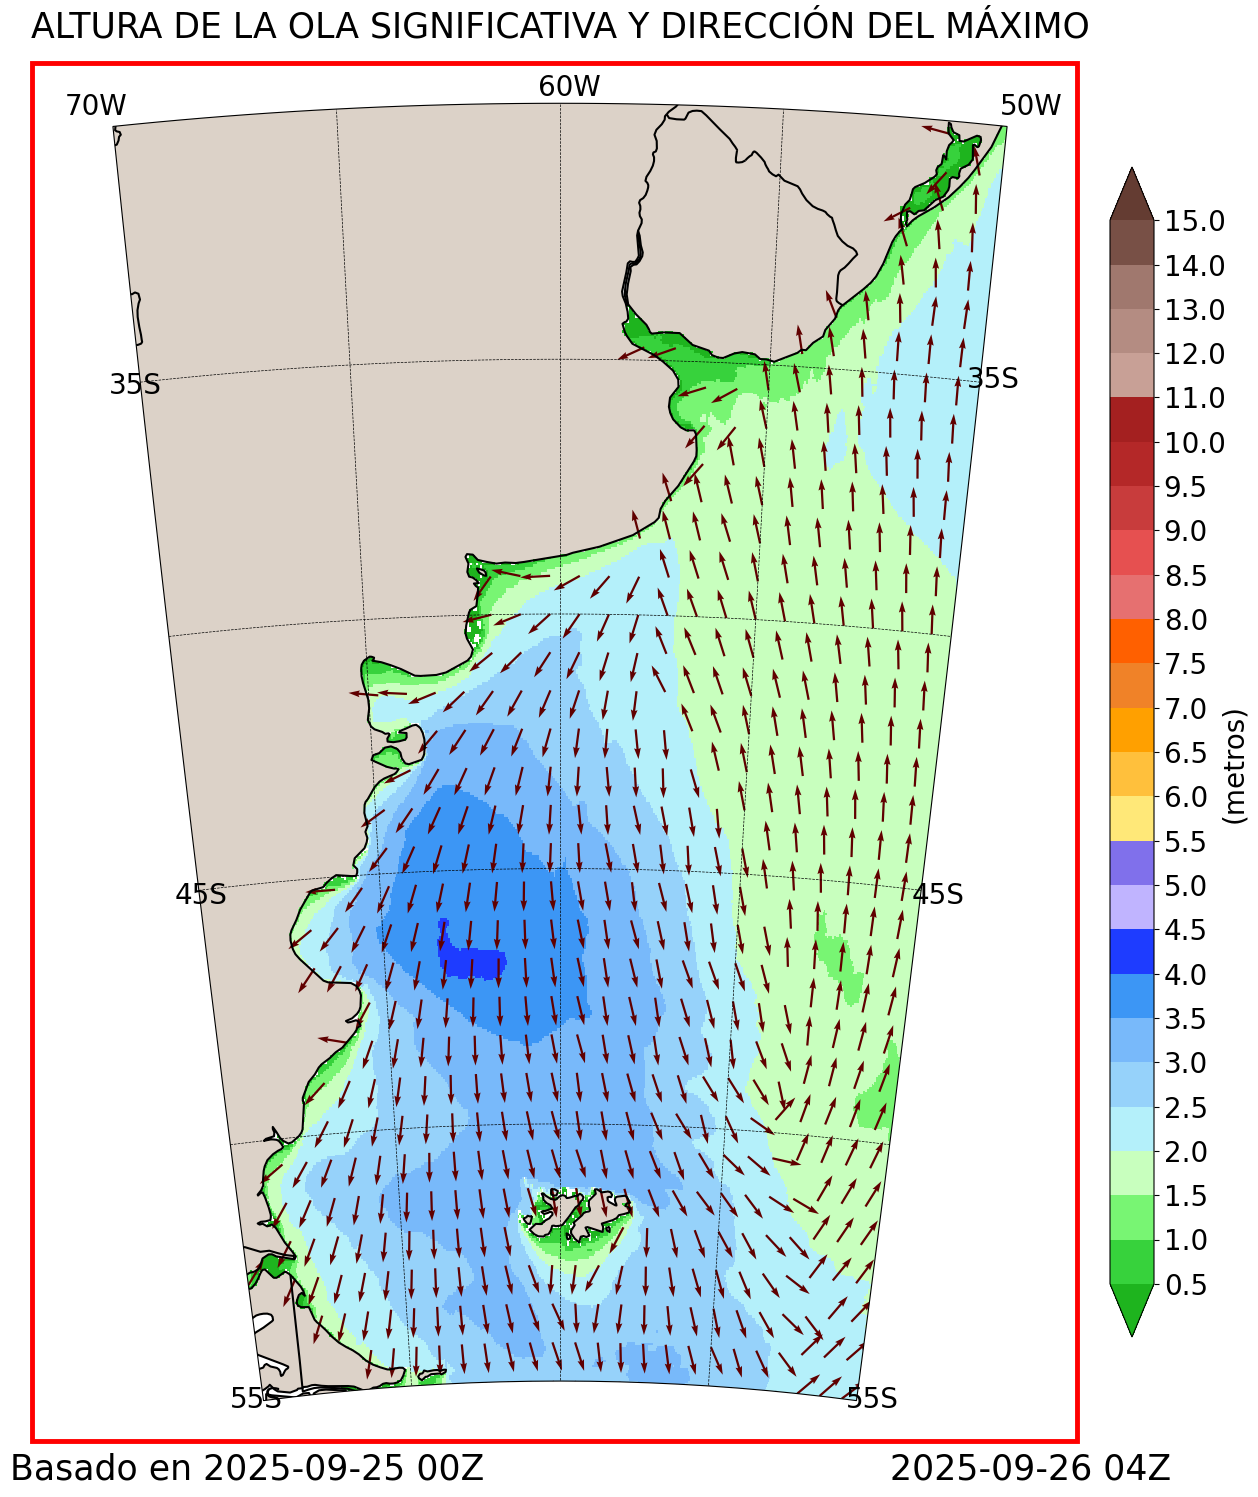 ALTURA DE LA OLA SIGNIFICATIVA Y DIRECCIÓN DEL MÁXIMO
70W
60W
50W
35S
35S
45S
45S
55S
55S
15.0
14.0
13.0
12.0
11.0
10.0
9.5
9.0
8.5
8.0
7.5
7.0
6.5
6.0
5.5
5.0
4.5
4.0
3.5
3.0
2.5
2.0
1.5
1.0
0.5
(metros)
Basado en 2025-09-25 00Z
2025-09-26 04Z